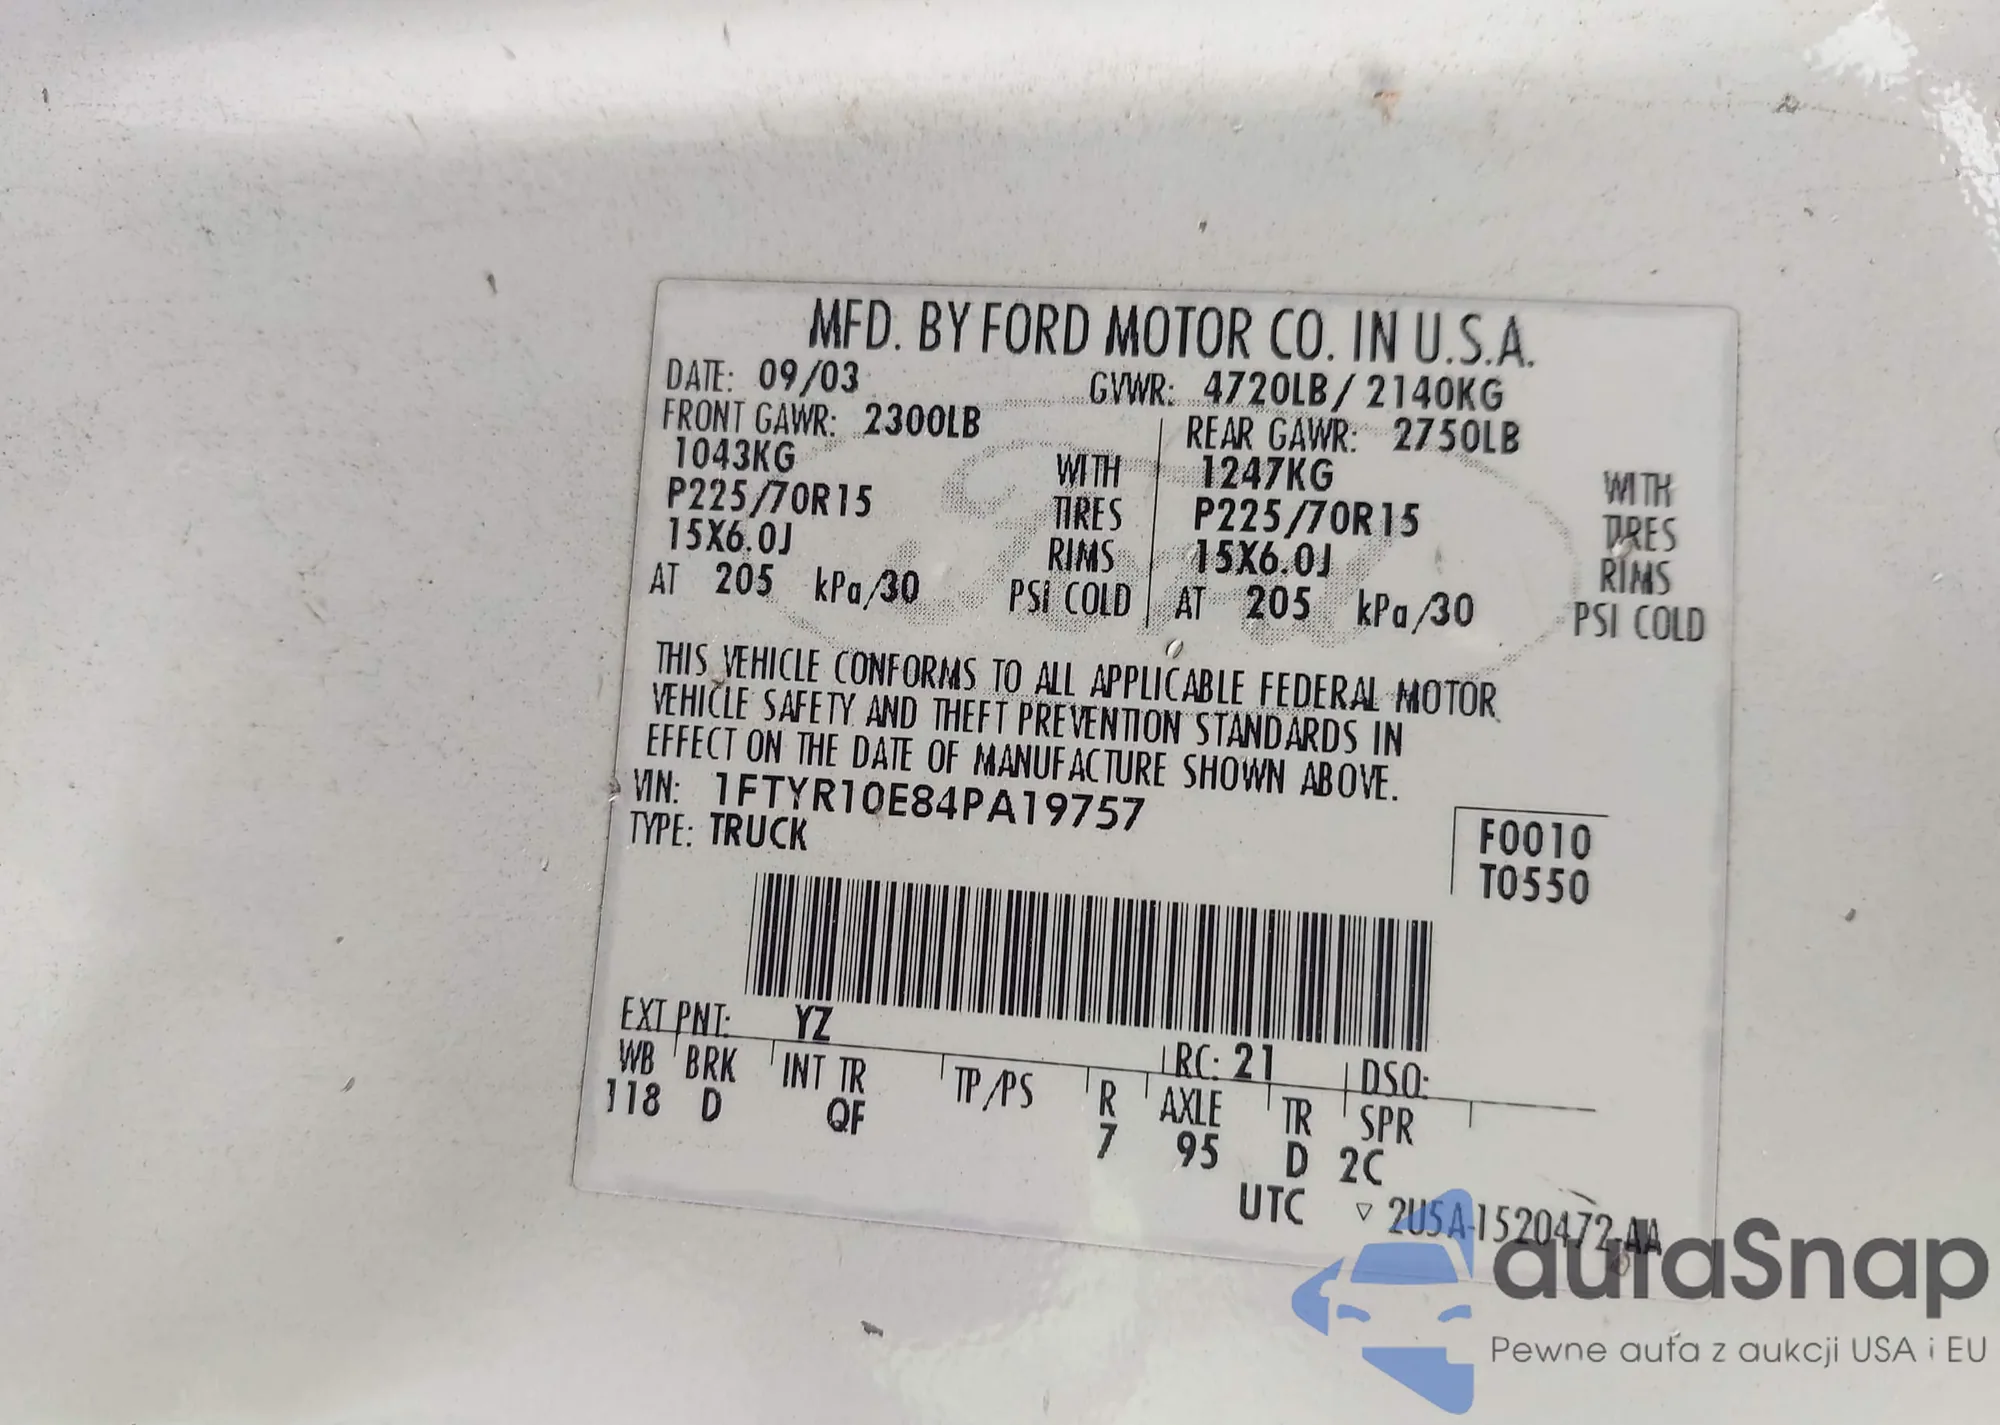 MFD. BY FORD MOTOR CO. IN U.S.A.
DATE: 09/03 GVWR: 4720LB/ 2140KG
FRONT GAWR: 2300LB REAR GAWR: 2750LB
1043KG WITH 1247KG WITH
P225/70R15 TIRES P225/70R15 TIRES
15X6.0J RIMS 15X6.0J RIMS
AT 205 kPa/30 PSI COLD AT 205 kPa/30 PSI COLD
THIS VEHICLE CONFORMS TO ALL APPLICABLE FEDERAL MOTOR
VEHICLE SAFETY AND THEFT PREVENTION STANDARDS IN
EFFECT ON THE DATE OF MANUFACTURE SHOWN ABOVE.
VIN: 1FTYR10E84PA19757
TYPE: TRUCK
F0010
T0550
EXT PNT: YZ RC: 21 DSO:
WB BRK INT TR TP/PS R AXLE TR SPR
118 D QF 7 95 D 2C
UTC ▽ 2U5A-1520472-AA
autaSnap
Pewne auta z aukcji USA i EU